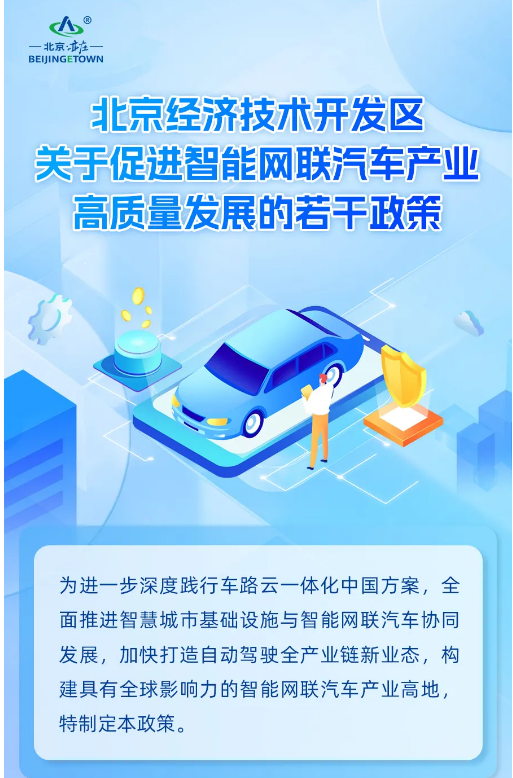 ®
北京·亦庄
BEIJINGETOWN
北京经济技术开发区
关于促进智能网联汽车产业
高质量发展的若干政策
为进一步深度践行车路云一体化中国方案，全
面推进智慧城市基础设施与智能网联汽车协同
发展，加快打造自动驾驶全产业链新业态，构
建具有全球影响力的智能网联汽车产业高地，
特制定本政策。